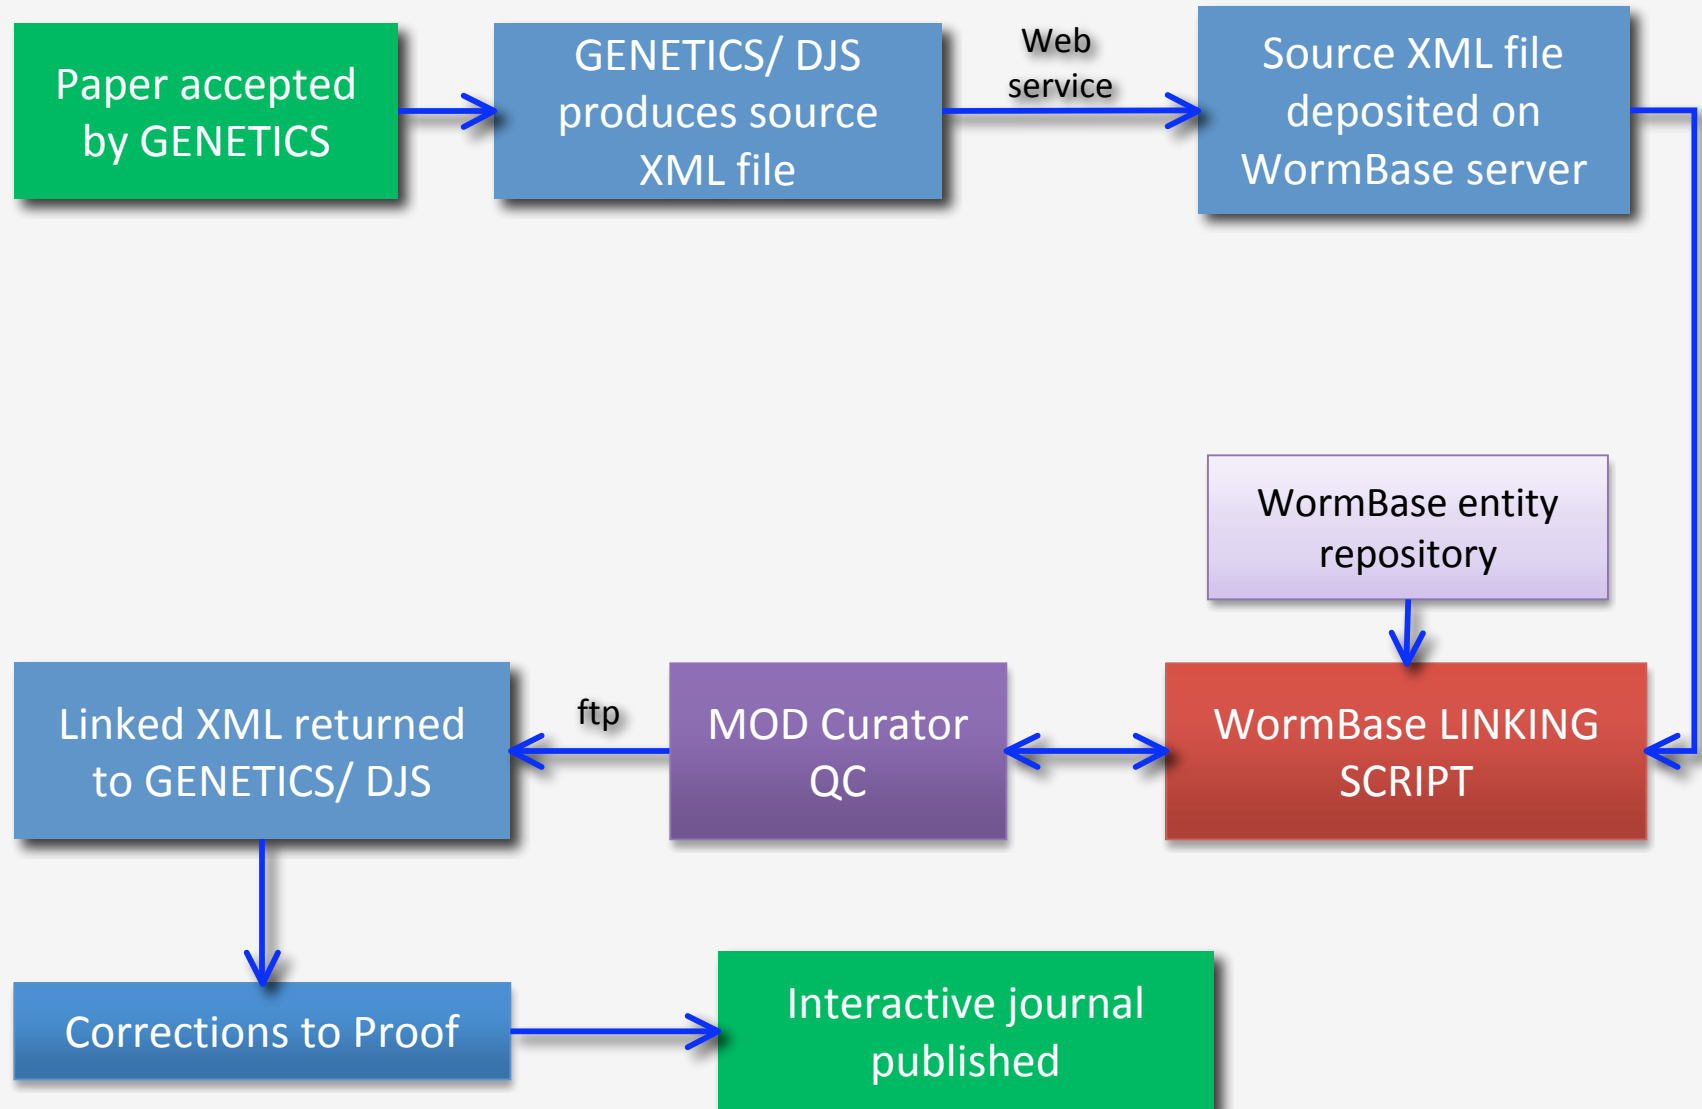 Paper accepted
by GENETICS
GENETICS/ DJS
produces source
XML file
Web
service
Source XML file
deposited on
WormBase server
WormBase entity
repository
WormBase LINKING
SCRIPT
MOD Curator
QC
ftp
Linked XML returned
to GENETICS/ DJS
Corrections to Proof
Interactive journal
published